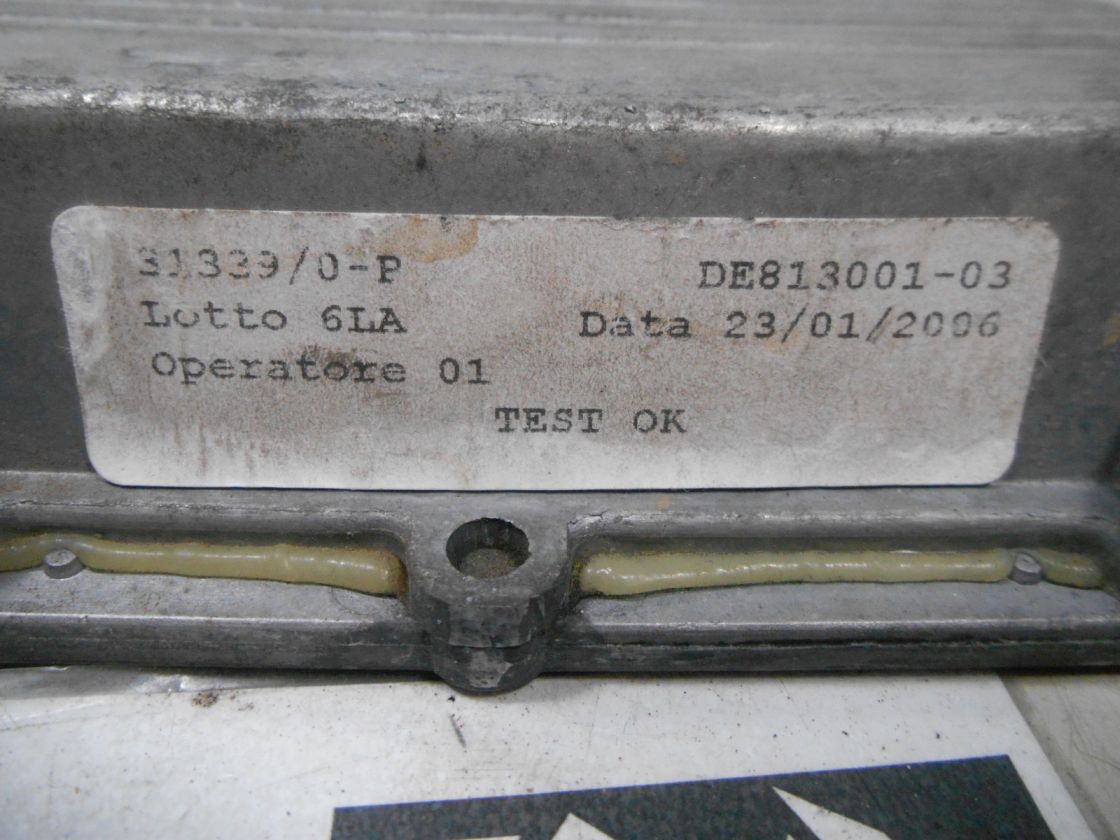 31339/0-P DE813001-03
Lotto 6LA Data 23/01/2006
Operatore 01
TEST OK